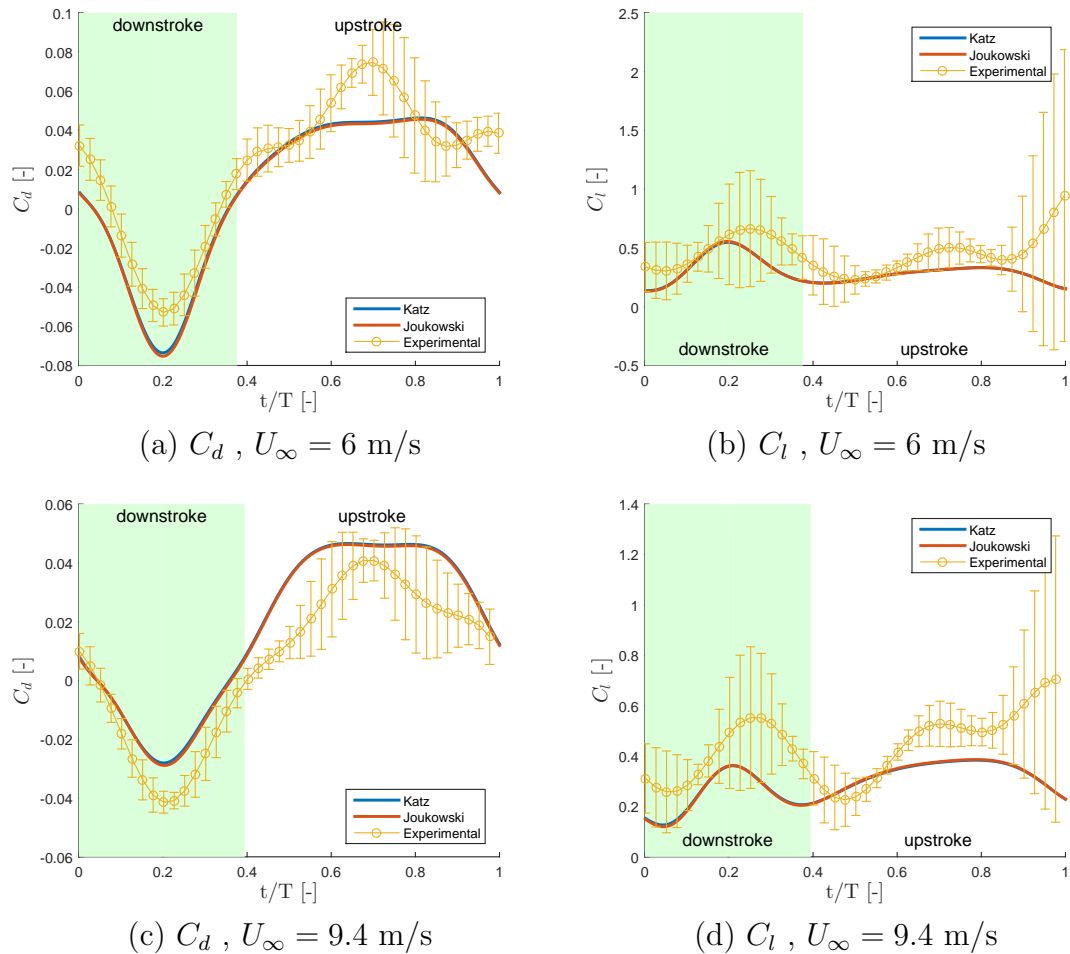 0.1
0.08
0.06
0.04
0.02
0
-0.02
-0.04
-0.06
-0.08
C_d [-]
downstroke
upstroke
Katz
Joukowski
Experimental
0 0.2 0.4 0.6 0.8 1
t/T [-]
(a) C_d , U_∞ = 6 m/s
2.5
2
1.5
1
0.5
0
-0.5
C_l [-]
Katz
Joukowski
Experimental
downstroke
upstroke
0 0.2 0.4 0.6 0.8 1
t/T [-]
(b) C_l , U_∞ = 6 m/s
0.06
0.04
0.02
0
-0.02
-0.04
-0.06
C_d [-]
downstroke
upstroke
Katz
Joukowski
Experimental
0 0.2 0.4 0.6 0.8 1
t/T [-]
(c) C_d , U_∞ = 9.4 m/s
1.4
1.2
1
0.8
0.6
0.4
0.2
0
C_l [-]
Katz
Joukowski
Experimental
downstroke
upstroke
0 0.2 0.4 0.6 0.8 1
t/T [-]
(d) C_l , U_∞ = 9.4 m/s